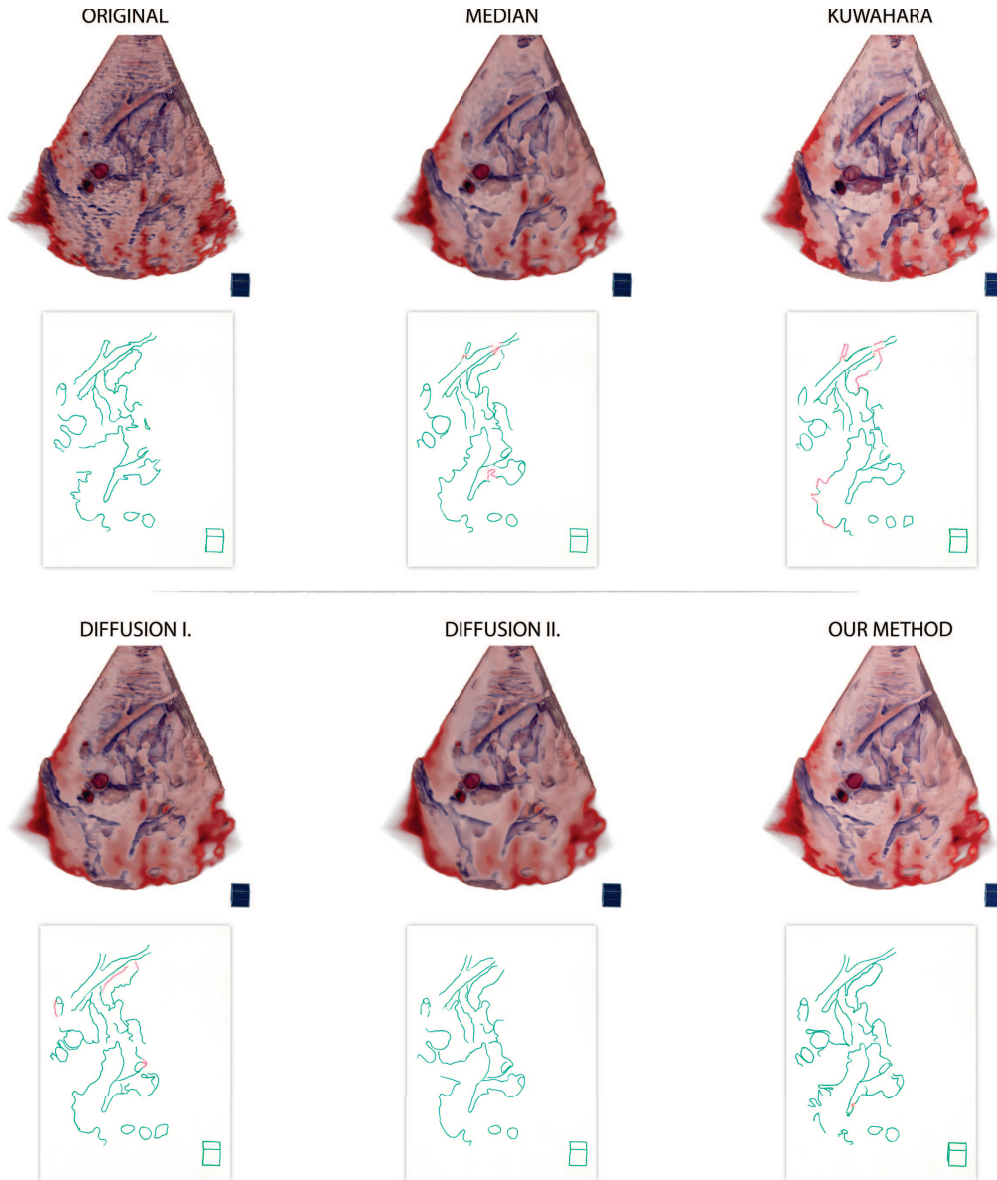 ORIGINAL
MEDIAN
KUWAHARA
DIFFUSION I.
DIFFUSION II.
OUR METHOD